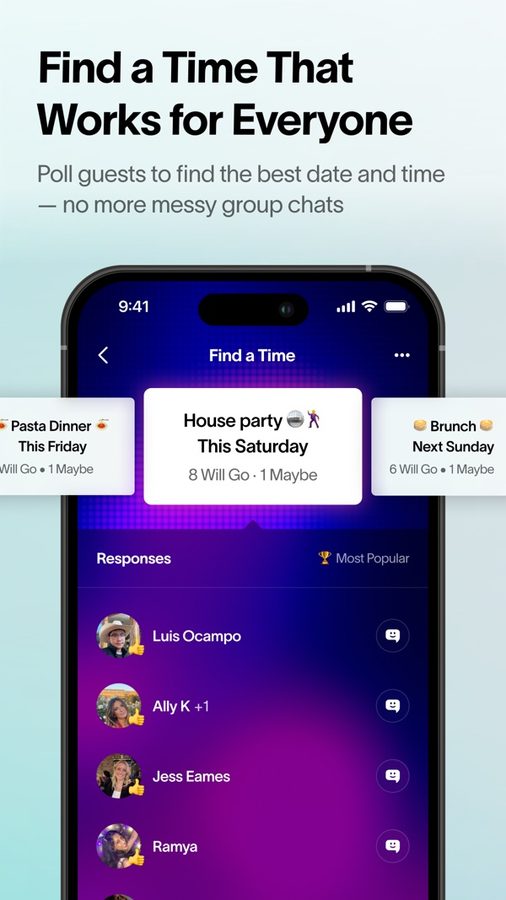 Find a Time That
Works for Everyone
Poll guests to find the best date and time
— no more messy group chats
9:41
Find a Time
Pasta Dinner
This Friday
Will Go • 1 Maybe
House party 🪩🕺
This Saturday
8 Will Go · 1 Maybe
🥞 Brunch 🥞
Next Sunday
6 Will Go • 1 Maybe
Responses
🏆 Most Popular
Luis Ocampo
Ally K +1
Jess Eames
Ramya